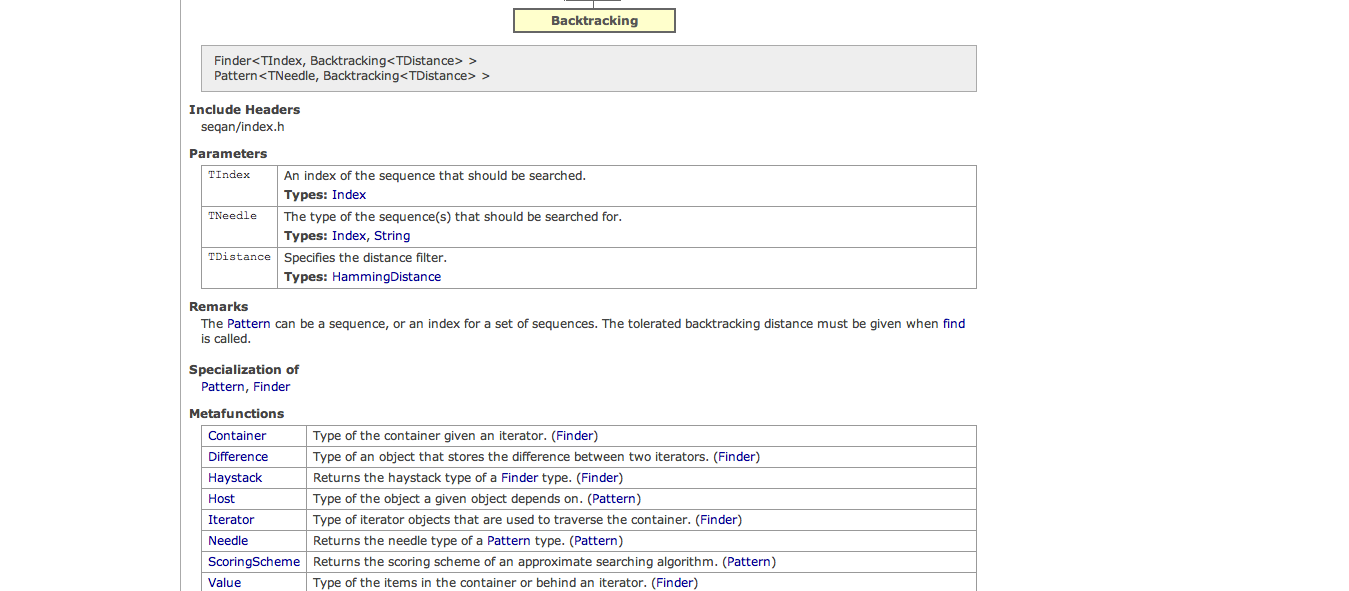 Backtracking
Finder<TIndex, Backtracking<TDistance> >
Pattern<TNeedle, Backtracking<TDistance> >
Include Headers
seqan/index.h
Parameters
TIndex An index of the sequence that should be searched.
Types: Index
TNeedle The type of the sequence(s) that should be searched for.
Types: Index, String
TDistance Specifies the distance filter.
Types: HammingDistance
Remarks
The Pattern can be a sequence, or an index for a set of sequences. The tolerated backtracking distance must be given when find
is called.
Specialization of
Pattern, Finder
Metafunctions
Container Type of the container given an iterator. (Finder)
Difference Type of an object that stores the difference between two iterators. (Finder)
Haystack Returns the haystack type of a Finder type. (Finder)
Host Type of the object a given object depends on. (Pattern)
Iterator Type of iterator objects that are used to traverse the container. (Finder)
Needle Returns the needle type of a Pattern type. (Pattern)
ScoringScheme Returns the scoring scheme of an approximate searching algorithm. (Pattern)
Value Type of the items in the container or behind an iterator. (Finder)